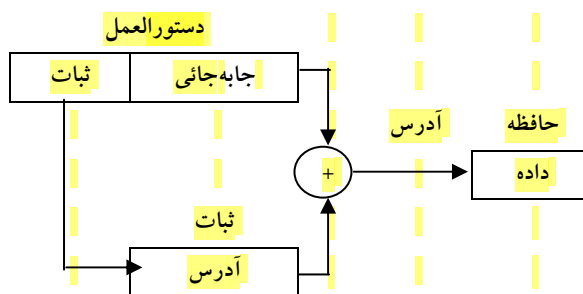 دستورالعمل
ثبات
جابه‌جائی
آدرس
حافظه
+
داده
ثبات
آدرس